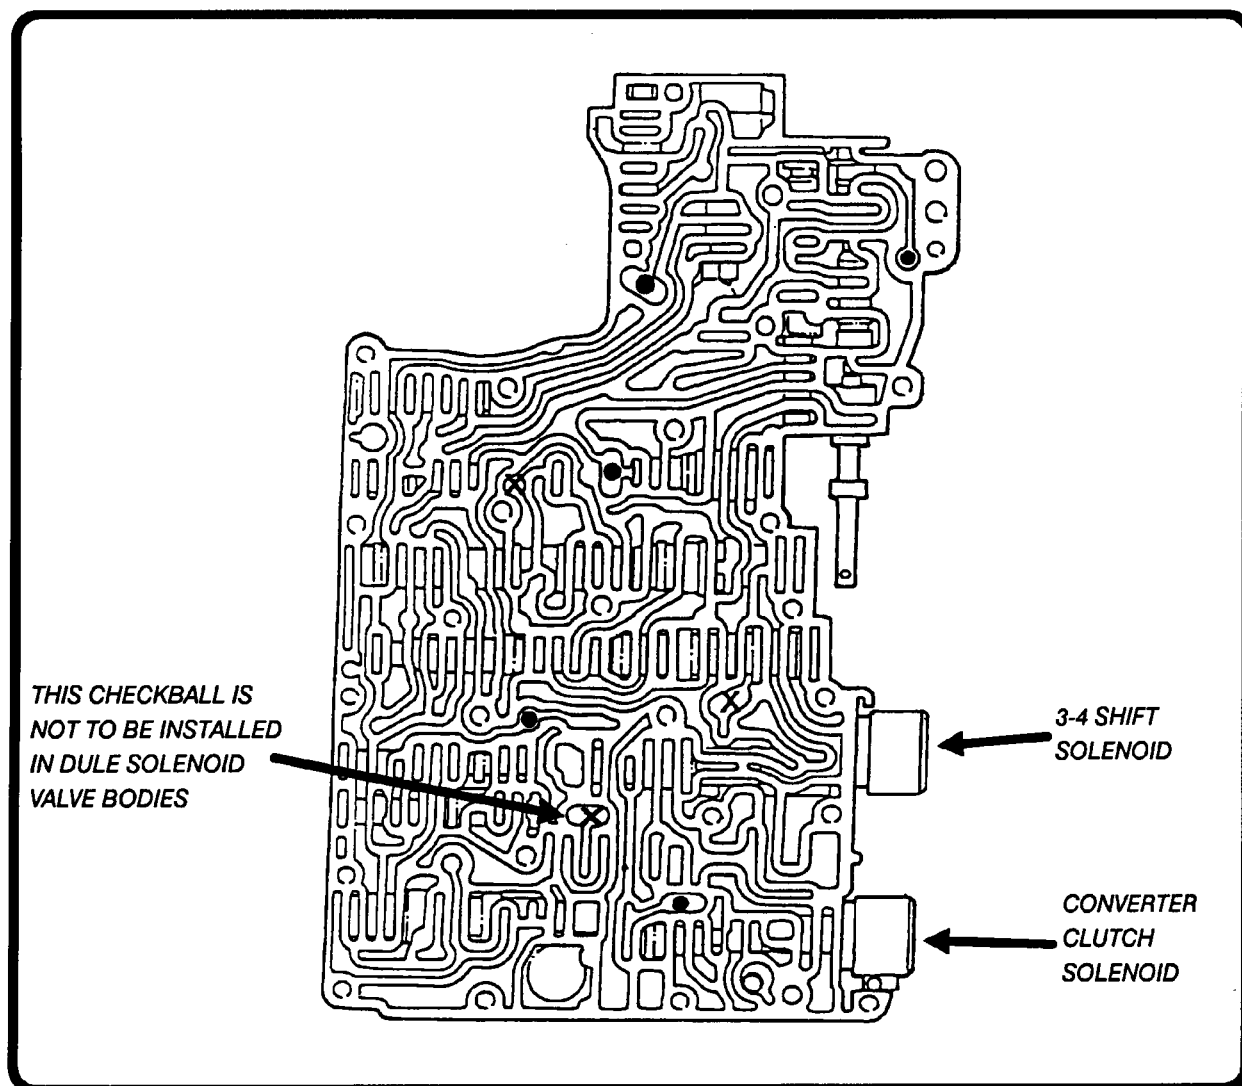 THIS CHECKBALL IS
NOT TO BE INSTALLED
IN DULE SOLENOID
VALVE BODIES
3-4 SHIFT
SOLENOID
CONVERTER
CLUTCH
SOLENOID